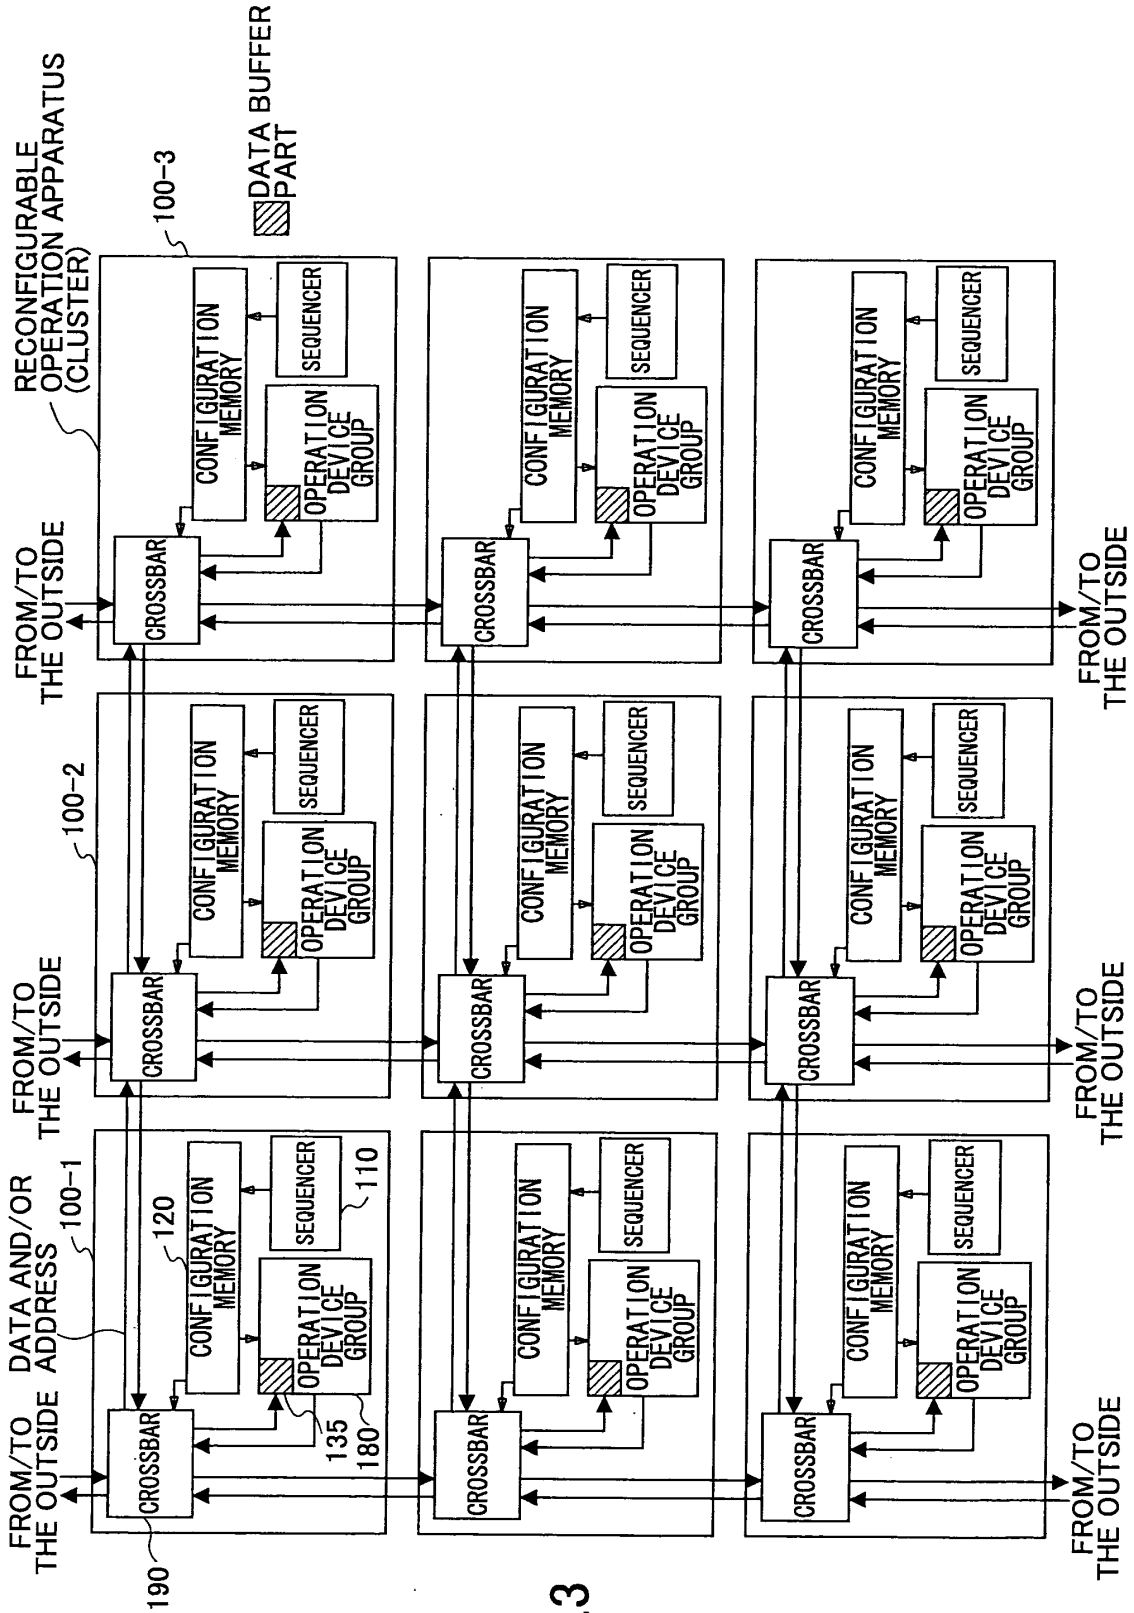 RECONFIGURABLE
OPERATION APPARATUS
(CLUSTER)
DATA BUFFER
PART
FROM/TO
THE OUTSIDE
DATA AND/OR
ADDRESS
FROM/TO
THE OUTSIDE
FROM/TO
THE OUTSIDE
100-1
100-2
100-3
CROSSBAR
190
CONFIGURATION
MEMORY
120
OPERATION
DEVICE
GROUP
135
180
SEQUENCER
110
CROSSBAR
CONFIGURATION
MEMORY
OPERATION
DEVICE
GROUP
SEQUENCER
CROSSBAR
CONFIGURATION
MEMORY
OPERATION
DEVICE
GROUP
SEQUENCER
CROSSBAR
CONFIGURATION
MEMORY
OPERATION
DEVICE
GROUP
SEQUENCER
CROSSBAR
CONFIGURATION
MEMORY
OPERATION
DEVICE
GROUP
SEQUENCER
CROSSBAR
CONFIGURATION
MEMORY
OPERATION
DEVICE
GROUP
SEQUENCER
CROSSBAR
CONFIGURATION
MEMORY
OPERATION
DEVICE
GROUP
SEQUENCER
CROSSBAR
CONFIGURATION
MEMORY
OPERATION
DEVICE
GROUP
SEQUENCER
CROSSBAR
CONFIGURATION
MEMORY
OPERATION
DEVICE
GROUP
SEQUENCER
FROM/TO
THE OUTSIDE
FROM/TO
THE OUTSIDE
FROM/TO
THE OUTSIDE
3